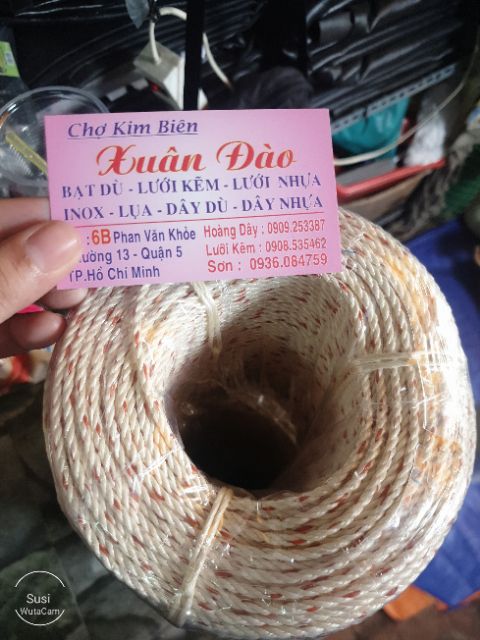 Chợ Kim Biên
Xuân Đào
BẠT DÙ - LƯỚI KẼM - LƯỚI NHỰA
INOX - LỤA - DÂY DÙ - DÂY NHỰA
: 6B Phan Văn Khỏe
ường 13 - Quận 5
TP.Hồ Chí Minh
Hoàng Dây : 0909.253387
Lưỡi Kẽm : 0908.535462
Sơn : 0936.084759
Susi
WutaCam